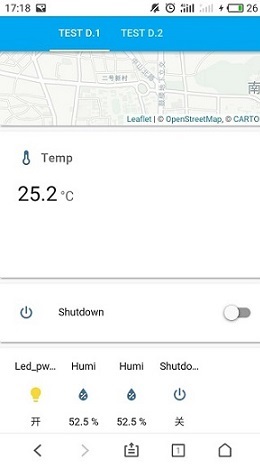 17:18 26
TEST D.1 TEST D.2
二号新村
南
Leaflet | © OpenStreetMap, © CARTO
Temp
25.2 °C
Shutdown
Led_pw... Humi Humi Shutdo...
开 52.5 % 52.5 % 关
1